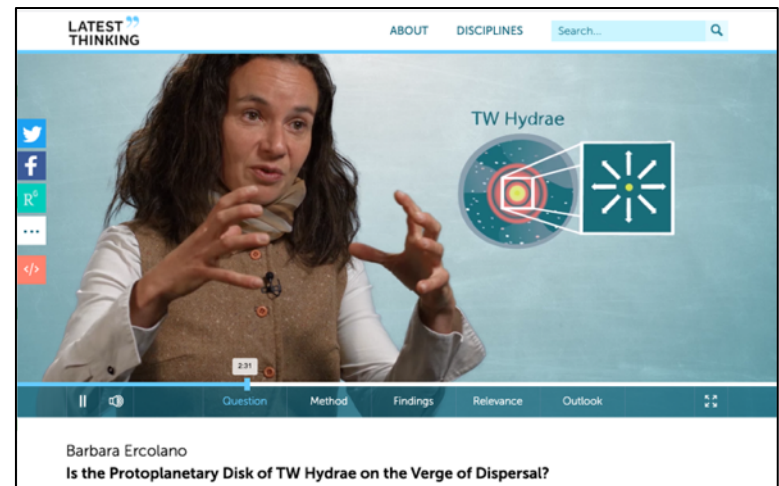 LATEST”
THINKING
ABOUT
DISCIPLINES
Search...
TW Hydrae
f
R⁶
...
</>
2:31
Question
Method
Findings
Relevance
Outlook
Barbara Ercolano
Is the Protoplanetary Disk of TW Hydrae on the Verge of Dispersal?